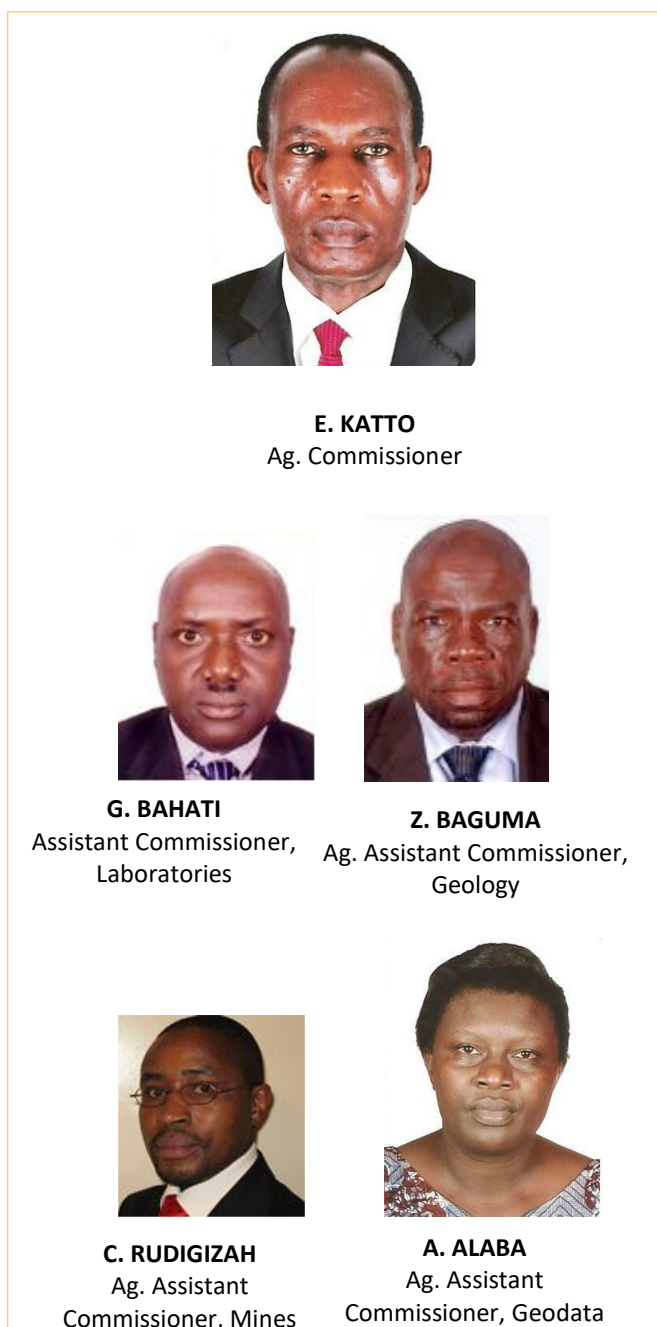 E. KATTO
Ag. Commissioner
G. BAHATI
Assistant Commissioner,
Laboratories
Z. BAGUMA
Ag. Assistant Commissioner,
Geology
C. RUDIGIZAH
Ag. Assistant
Commissioner, Mines
A. ALABA
Ag. Assistant
Commissioner, Geodata